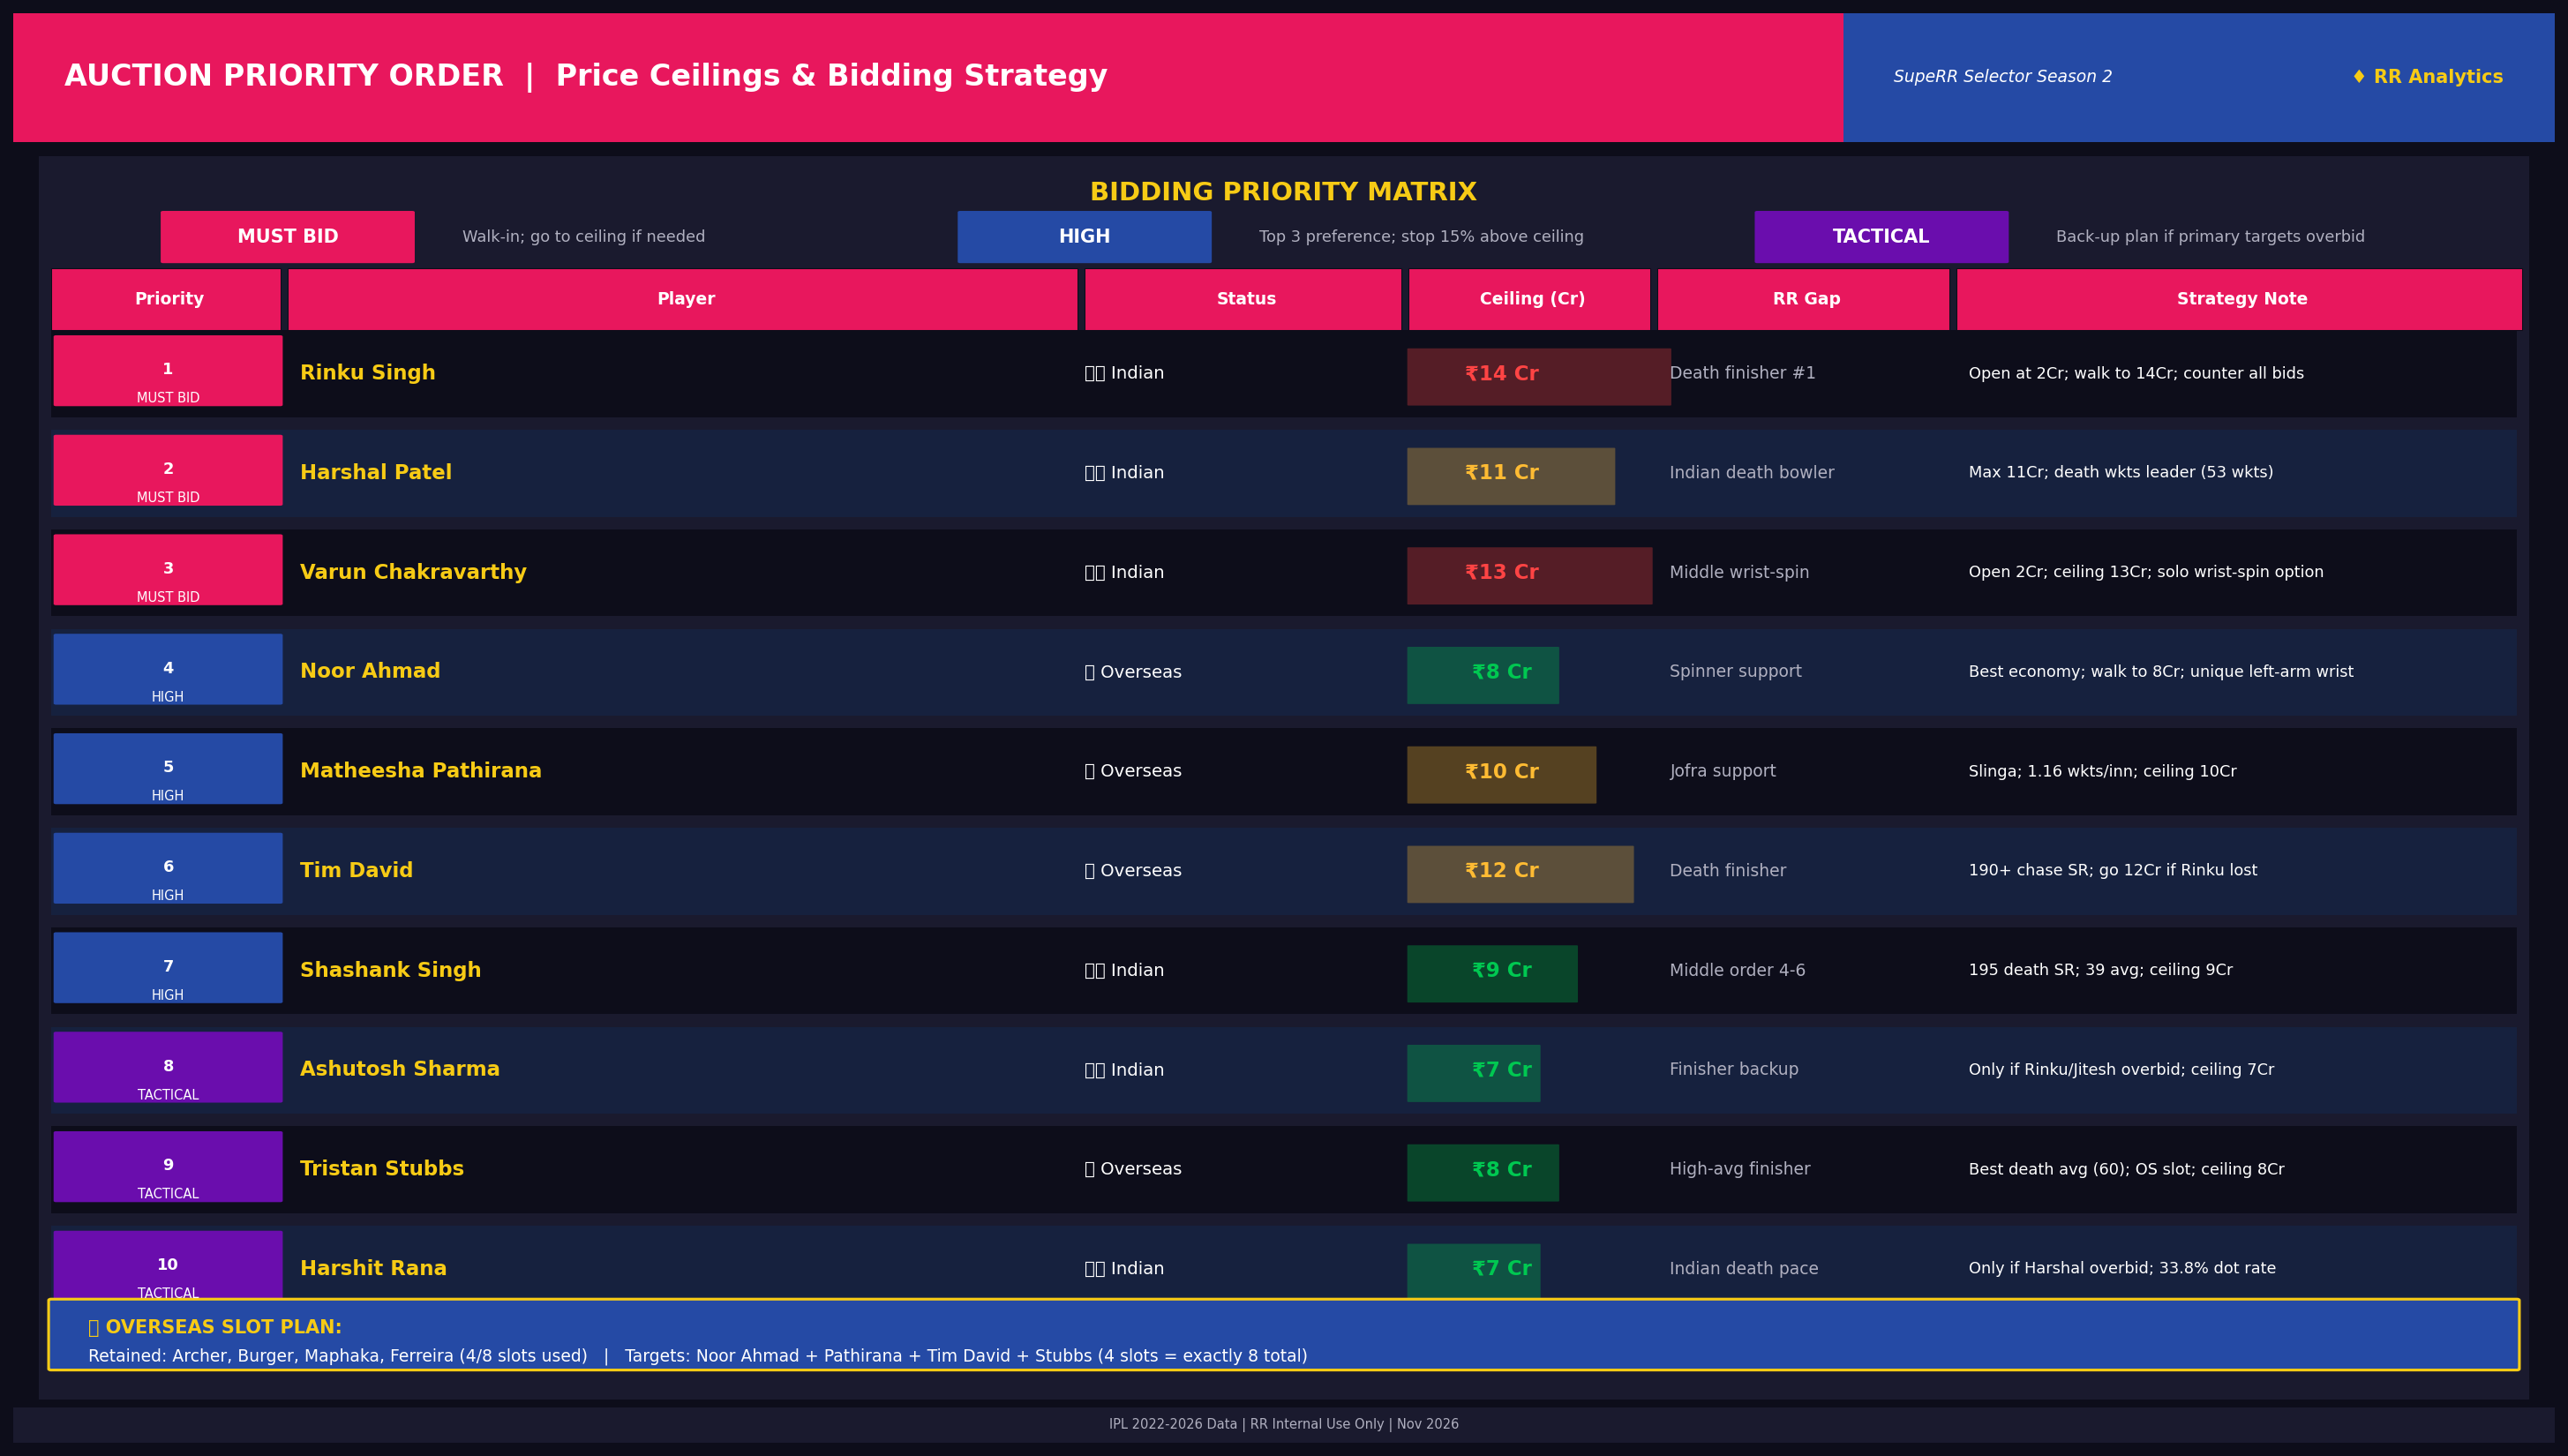 AUCTION PRIORITY ORDER | Price Ceilings & Bidding Strategy
SupeRR Selector Season 2
♦ RR Analytics
BIDDING PRIORITY MATRIX
MUST BID Walk-in; go to ceiling if needed
HIGH Top 3 preference; stop 15% above ceiling
TACTICAL Back-up plan if primary targets overbid
Priority Player Status Ceiling (Cr) RR Gap Strategy Note
1 MUST BID Rinku Singh Indian ₹14 Cr Death finisher #1 Open at 2Cr; walk to 14Cr; counter all bids
2 MUST BID Harshal Patel Indian ₹11 Cr Indian death bowler Max 11Cr; death wkts leader (53 wkts)
3 MUST BID Varun Chakravarthy Indian ₹13 Cr Middle wrist-spin Open 2Cr; ceiling 13Cr; solo wrist-spin option
4 HIGH Noor Ahmad Overseas ₹8 Cr Spinner support Best economy; walk to 8Cr; unique left-arm wrist
5 HIGH Matheesha Pathirana Overseas ₹10 Cr Jofra support Slinga; 1.16 wkts/inn; ceiling 10Cr
6 HIGH Tim David Overseas ₹12 Cr Death finisher 190+ chase SR; go 12Cr if Rinku lost
7 HIGH Shashank Singh Indian ₹9 Cr Middle order 4-6 195 death SR; 39 avg; ceiling 9Cr
8 TACTICAL Ashutosh Sharma Indian ₹7 Cr Finisher backup Only if Rinku/Jitesh overbid; ceiling 7Cr
9 TACTICAL Tristan Stubbs Overseas ₹8 Cr High-avg finisher Best death avg (60); OS slot; ceiling 8Cr
10 TACTICAL Harshit Rana Indian ₹7 Cr Indian death pace Only if Harshal overbid; 33.8% dot rate
OVERSEAS SLOT PLAN:
Retained: Archer, Burger, Maphaka, Ferreira (4/8 slots used) | Targets: Noor Ahmad + Pathirana + Tim David + Stubbs (4 slots = exactly 8 total)
IPL 2022-2026 Data | RR Internal Use Only | Nov 2026